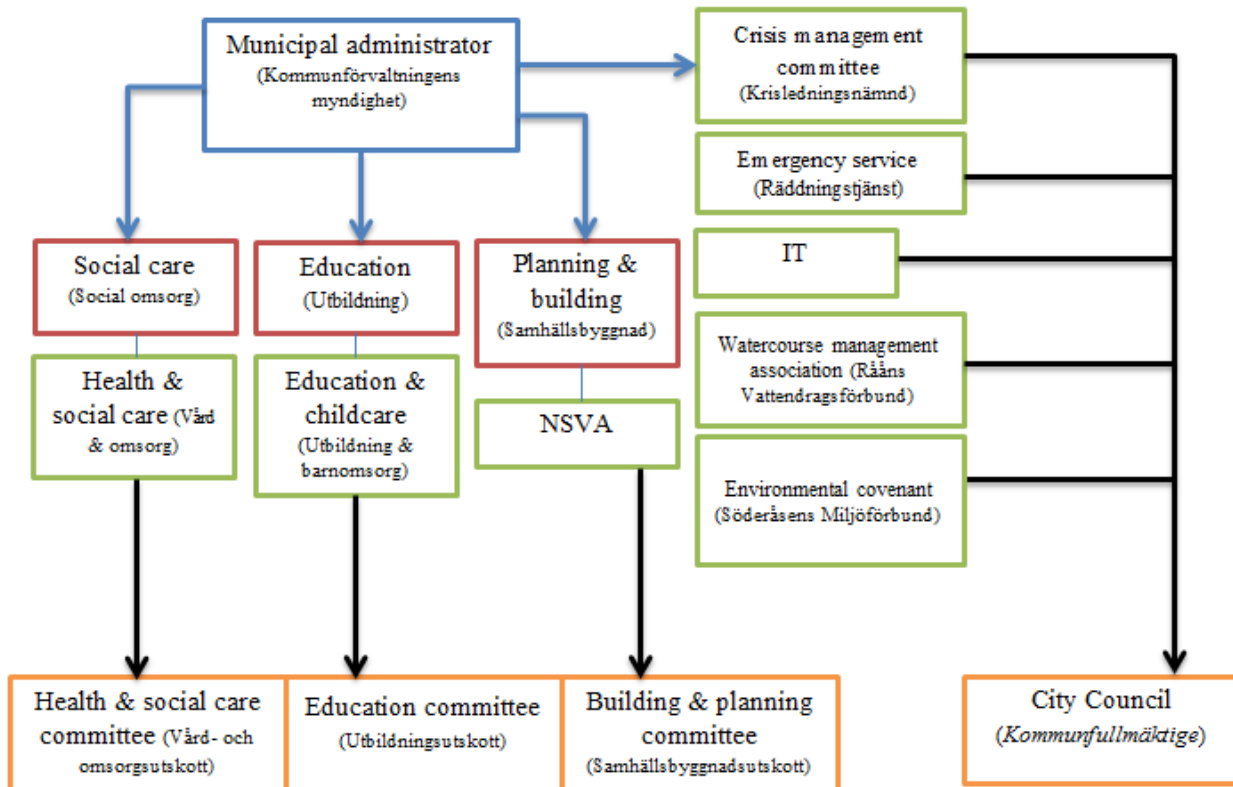 Municipal administrator
(Kommunförvaltningens
myndighet)
Crisis management
committee
(Krisledningsnämnd)
Emergency service
(Räddningstjänst)
IT
Watercourse management
association (Rååns
Vattendragsförbund)
Environmental covenant
(Söderåsens Miljöförbund)
Social care
(Social omsorg)
Education
(Utbildning)
Planning &
building
(Samhällsbyggnad)
Health &
social care (Vård
& omsorg)
Education &
childcare
(Utbildning &
barnomsorg)
NSVA
Health & social care
committee (Vård- och
omsorgsutskott)
Education committee
(Utbildningsutskott)
Building & planning
committee
(Samhällsbyggnadsutskott)
City Council
(Kommunfullmäktige)